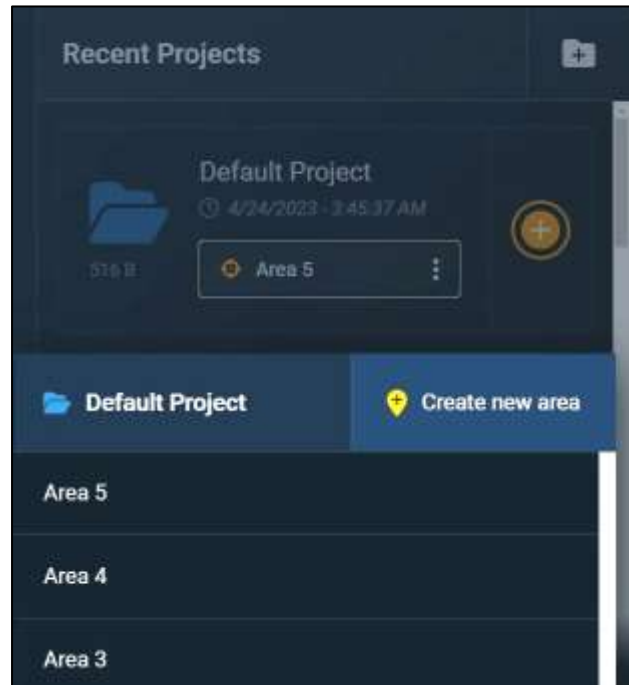 Recent Projects
Default Project
4/24/2023 - 3:45:37 AM
516 B
Area 5
Default Project
Create new area
Area 5
Area 4
Area 3